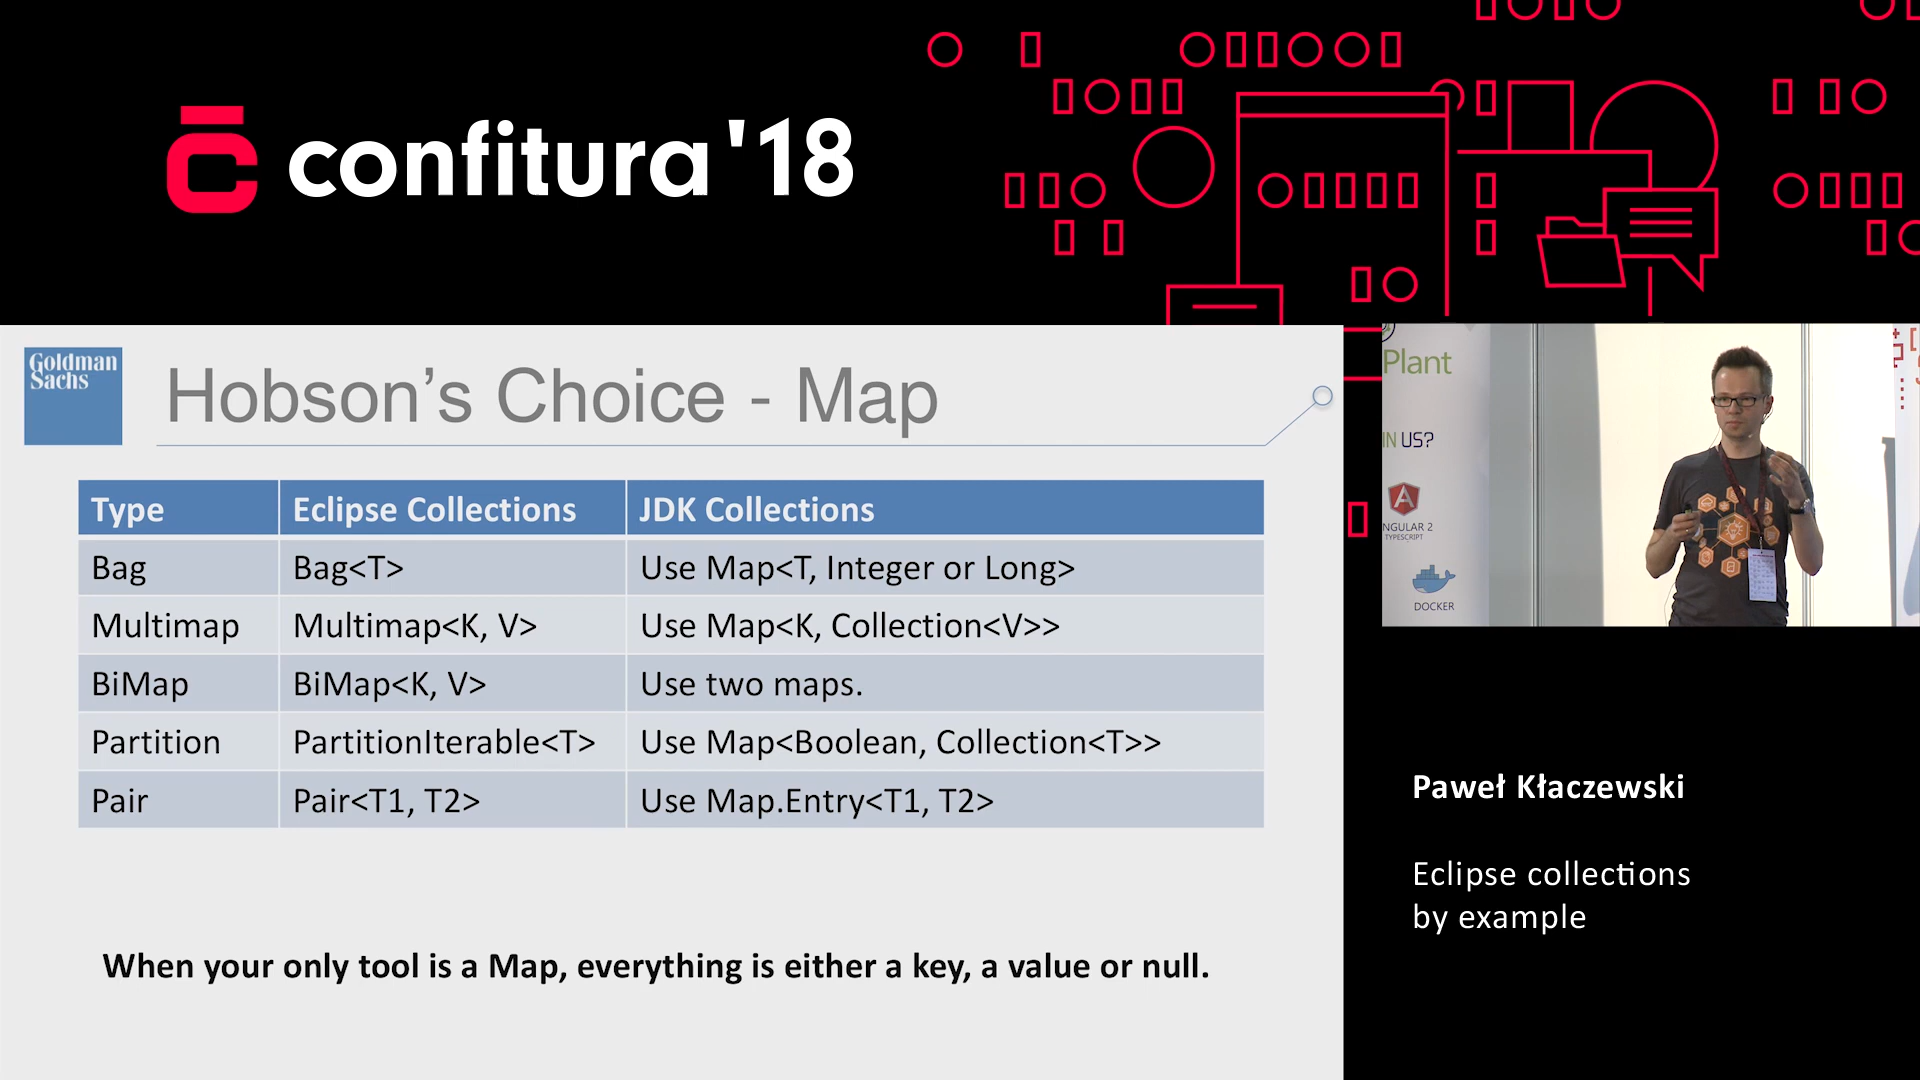 confitura '18
Goldman
Sachs
Hobson’s Choice - Map
Type Eclipse Collections JDK Collections
Bag Bag<T> Use Map<T, Integer or Long>
Multimap Multimap<K, V> Use Map<K, Collection<V>>
BiMap BiMap<K, V> Use two maps.
Partition PartitionIterable<T> Use Map<Boolean, Collection<T>>
Pair Pair<T1, T2> Use Map.Entry<T1, T2>
When your only tool is a Map, everything is either a key, a value or null.
Plant
IN US?
NGULAR 2
TYPESCRIPT
DOCKER
Paweł Kłaczewski
Eclipse collections
by example